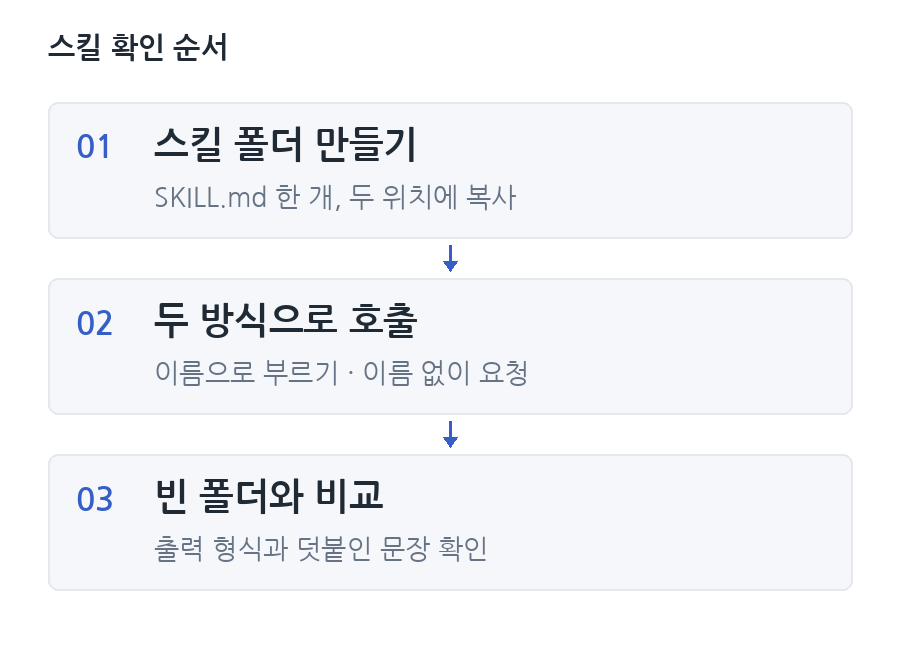 스킬 확인 순서
01
스킬 폴더 만들기
SKILL.md 한 개, 두 위치에 복사
02
두 방식으로 호출
이름으로 부르기 · 이름 없이 요청
03
빈 폴더와 비교
출력 형식과 덧붙인 문장 확인